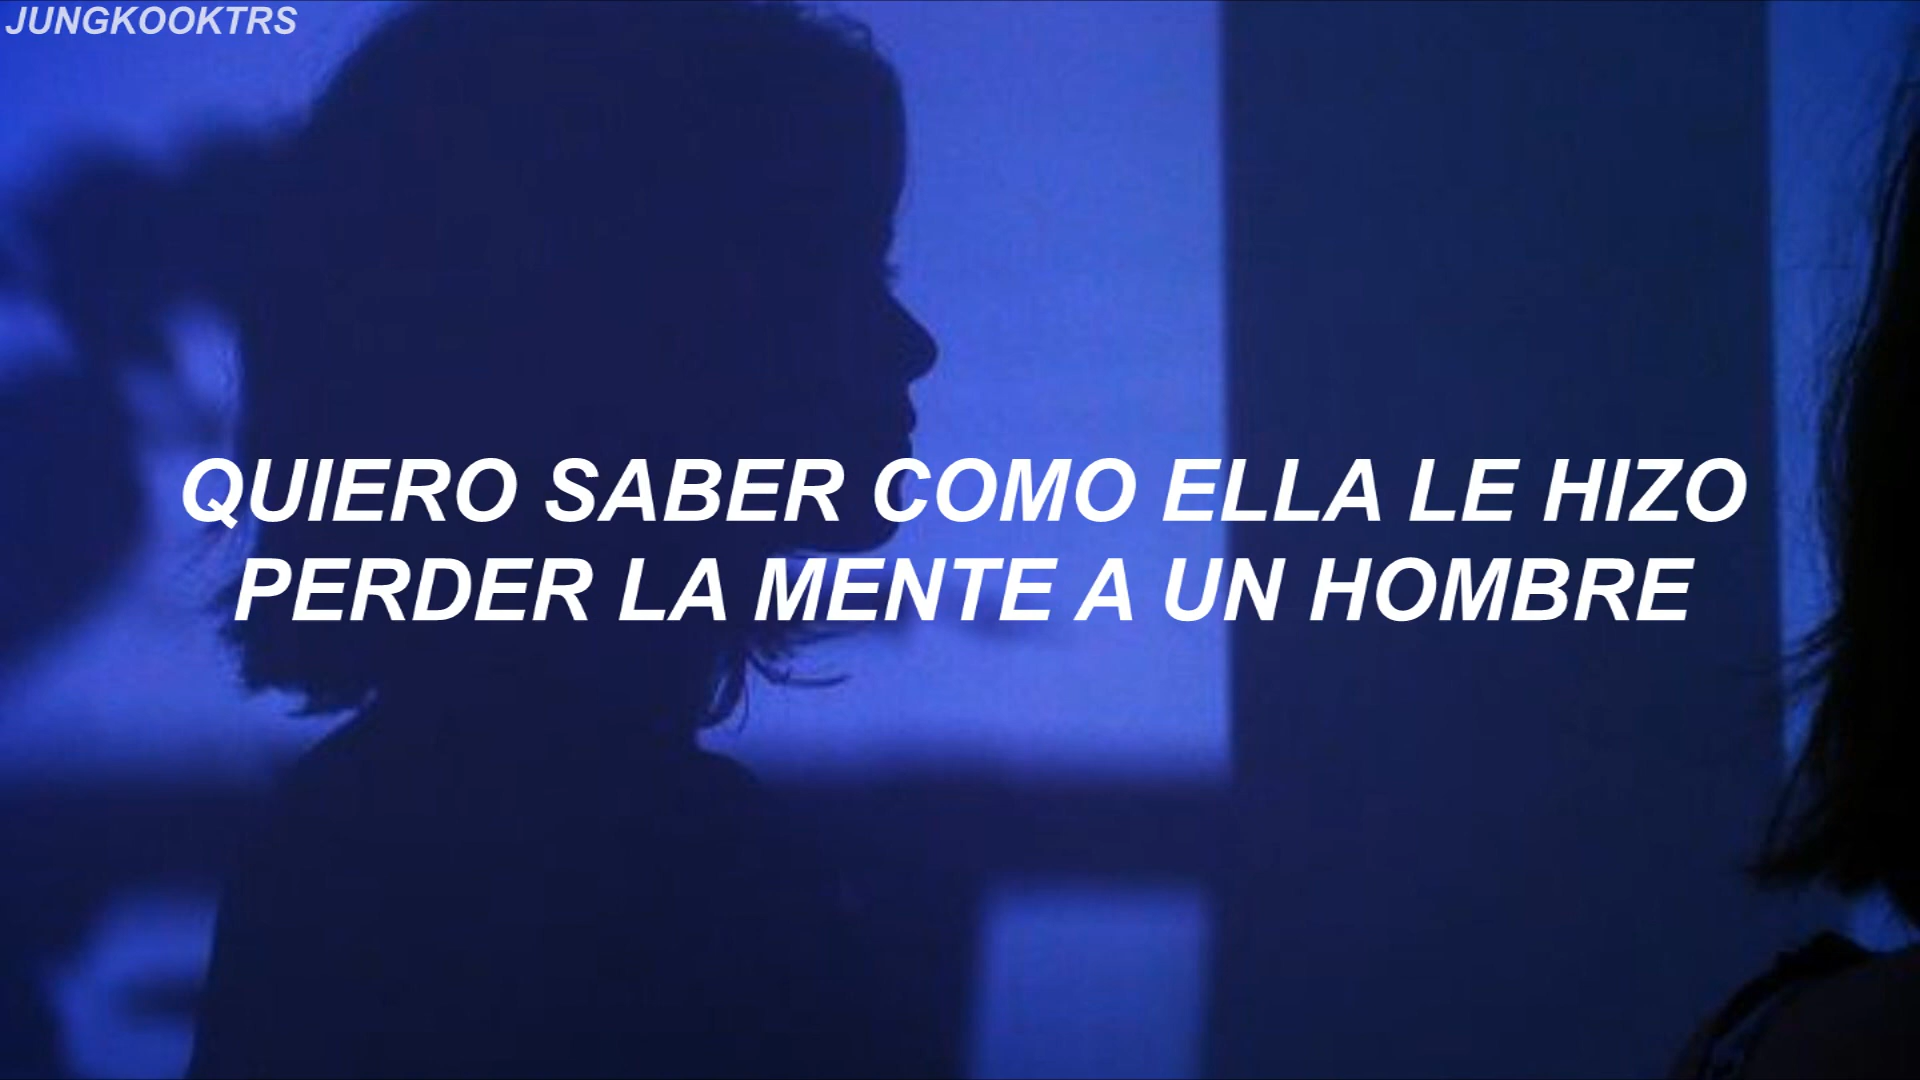 JUNGKOOKTRS
QUIERO SABER COMO ELLA LE HIZO
PERDER LA MENTE A UN HOMBRE